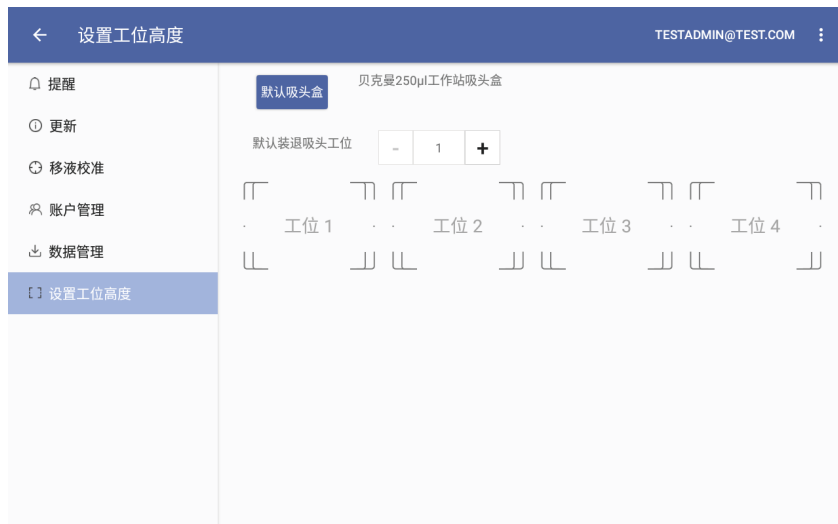 设置工位高度
TESTADMIN@TEST.COM
提醒
更新
移液校准
账户管理
数据管理
设置工位高度
默认吸头盒
贝克曼250μl工作站吸头盒
默认装退吸头工位
- 1 +
工位 1
工位 2
工位 3
工位 4